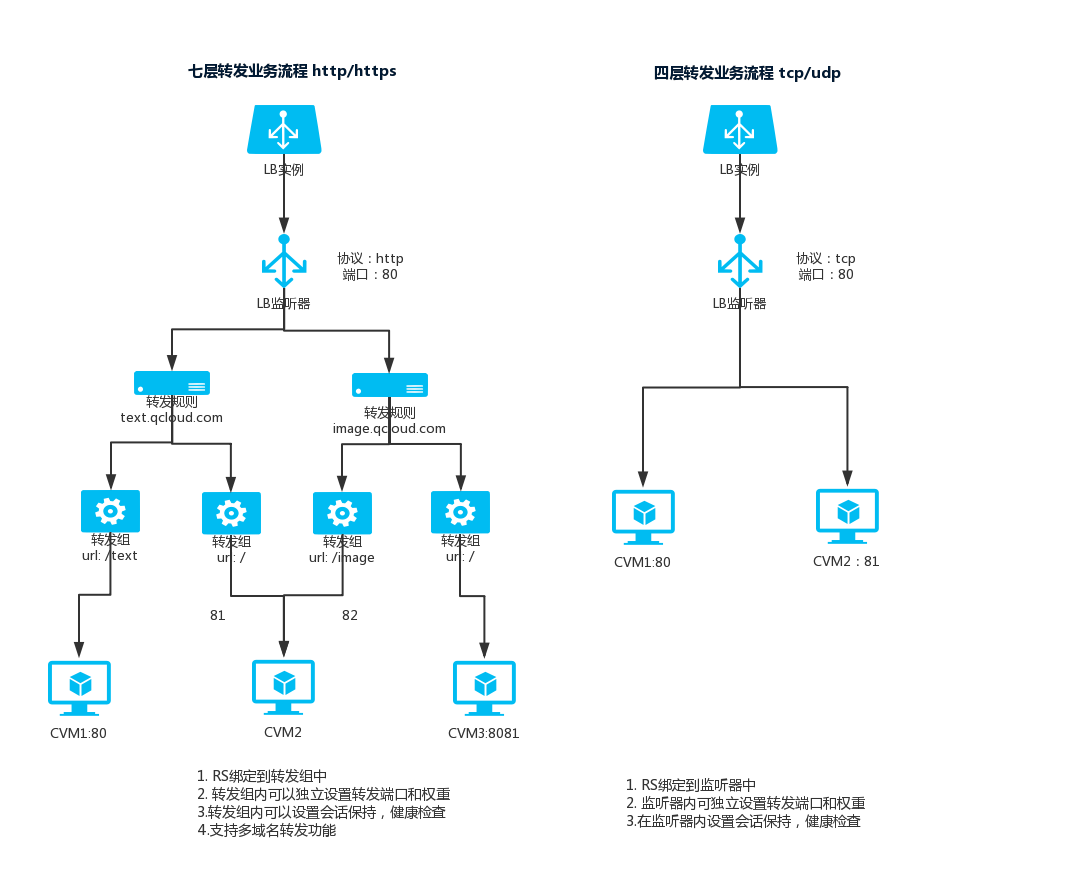 七层转发业务流程 http/https
LB实例
协议：http
端口：80
LB监听器
转发规则
text.qcloud.com
转发规则
image.qcloud.com
转发组
url: /text
转发组
url: /
转发组
url: /image
转发组
url: /
81
82
CVM1:80
CVM2
CVM3:8081
1. RS绑定到转发组中
2. 转发组内可以独立设置转发端口和权重
3.转发组内可以设置会话保持，健康检查
4.支持多域名转发功能
四层转发业务流程 tcp/udp
LB实例
协议：tcp
端口：80
LB监听器
CVM1:80
CVM2：81
1. RS绑定到监听器中
2. 监听器内可独立设置转发端口和权重
3.在监听器内设置会话保持，健康检查